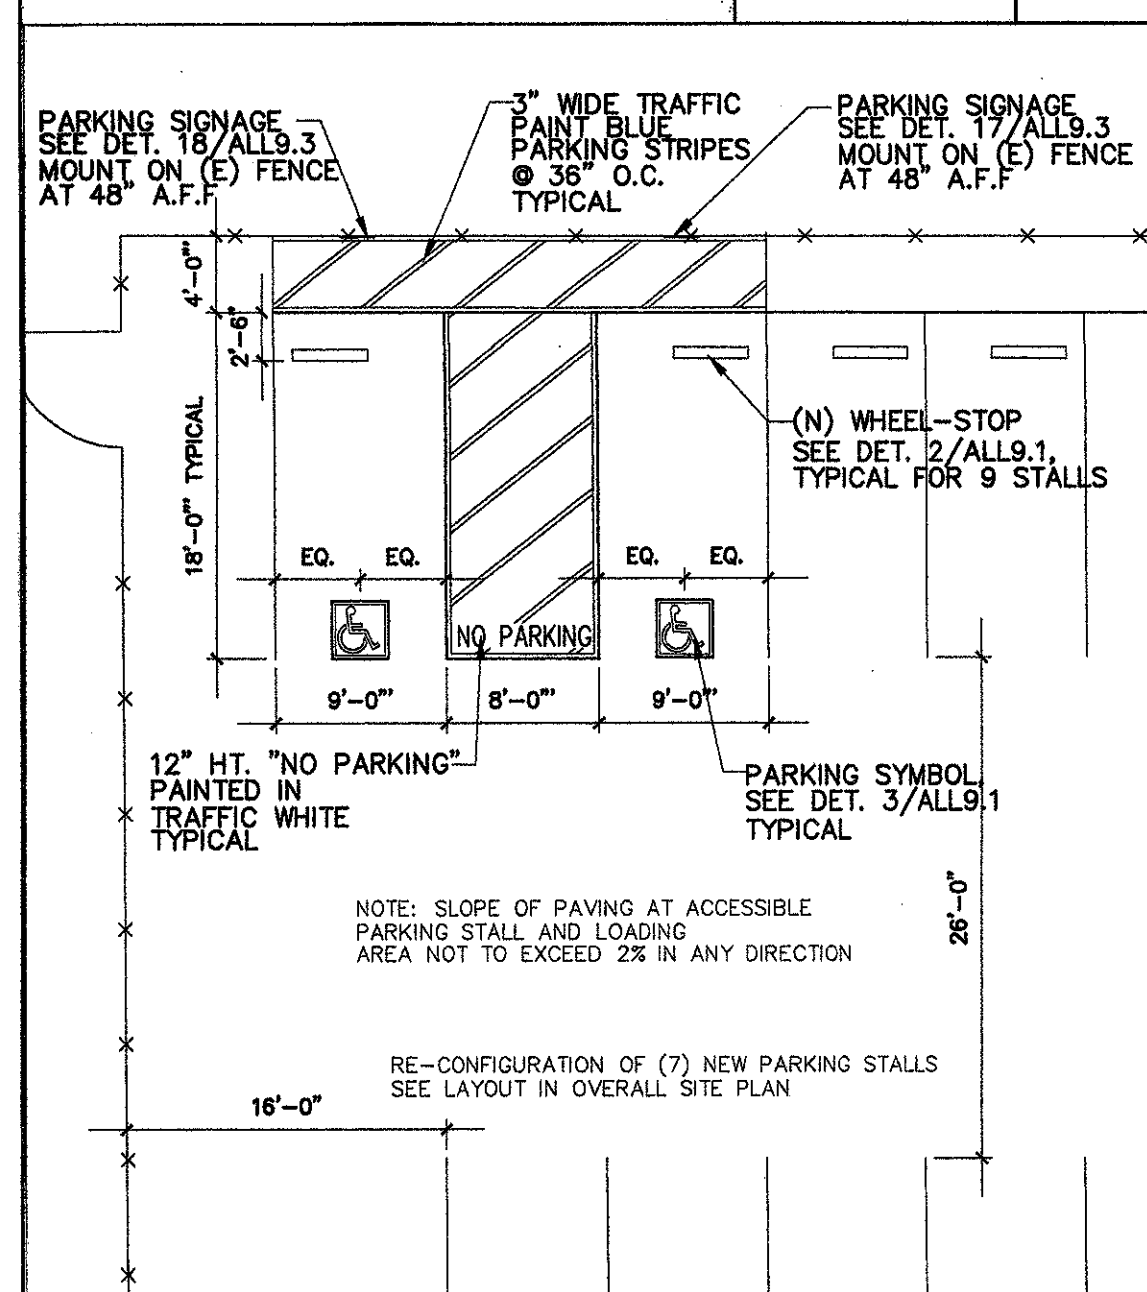 PARKING SIGNAGE
SEE DET. 18/ALL9.3
MOUNT ON (E) FENCE
AT 48" A.F.F
3" WIDE TRAFFIC
PAINT BLUE
PARKING STRIPES
@ 36" O.C.
TYPICAL
PARKING SIGNAGE
SEE DET. 17/ALL9.3
MOUNT ON (E) FENCE
AT 48" A.F.F
4'-0"'
2'-6"
18'-0"' TYPICAL
(N) WHEEL-STOP
SEE DET. 2/ALL9.1,
TYPICAL FOR 9 STALLS
EQ. EQ. EQ. EQ.
NO PARKING
9'-0"' 8'-0"' 9'-0"'
12" HT. "NO PARKING"
PAINTED IN
TRAFFIC WHITE
TYPICAL
PARKING SYMBOL,
SEE DET. 3/ALL9.1
TYPICAL
NOTE: SLOPE OF PAVING AT ACCESSIBLE
PARKING STALL AND LOADING
AREA NOT TO EXCEED 2% IN ANY DIRECTION
26'-0"
RE-CONFIGURATION OF (7) NEW PARKING STALLS
SEE LAYOUT IN OVERALL SITE PLAN
16'-0"